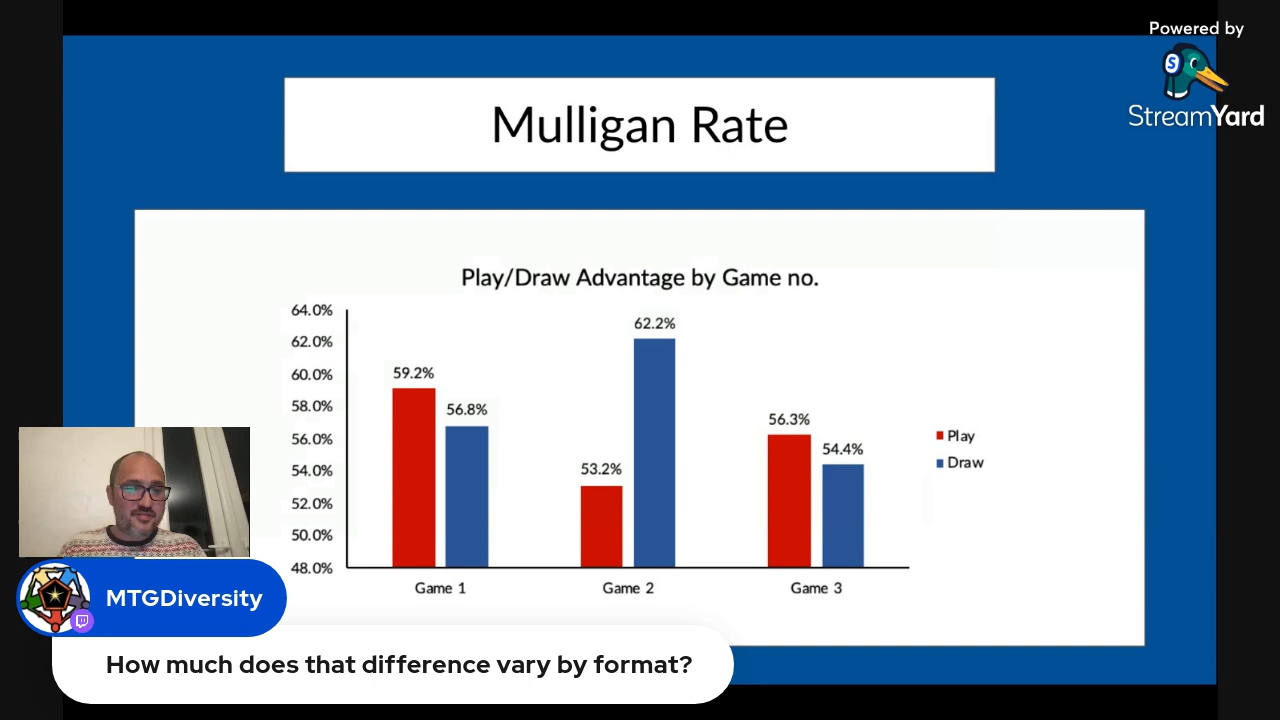 Powered by
StreamYard
Mulligan Rate
Play/Draw Advantage by Game no.
64.0%
62.0%
60.0%
58.0%
56.0%
54.0%
52.0%
50.0%
48.0%
59.2%
56.8%
53.2%
62.2%
56.3%
54.4%
Game 1
Game 2
Game 3
Play
Draw
MTGDiversity
How much does that difference vary by format?